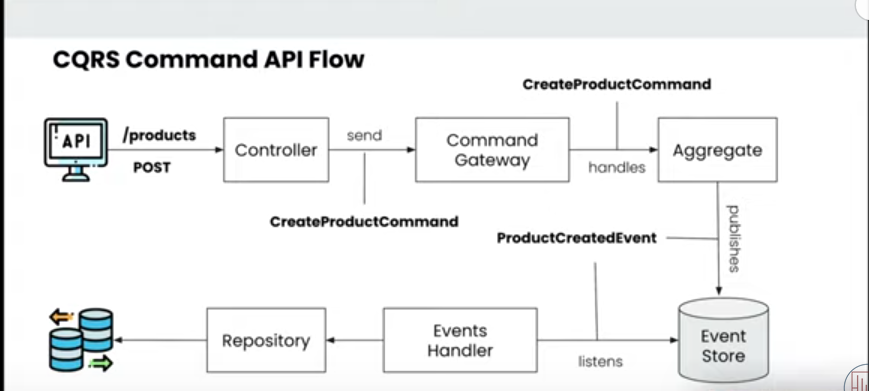 CQRS Command API Flow
CreateProductCommand
API
/products
POST
Controller
send
Command
Gateway
handles
Aggregate
CreateProductCommand
publishes
ProductCreatedEvent
Repository
Events
Handler
listens
Event
Store